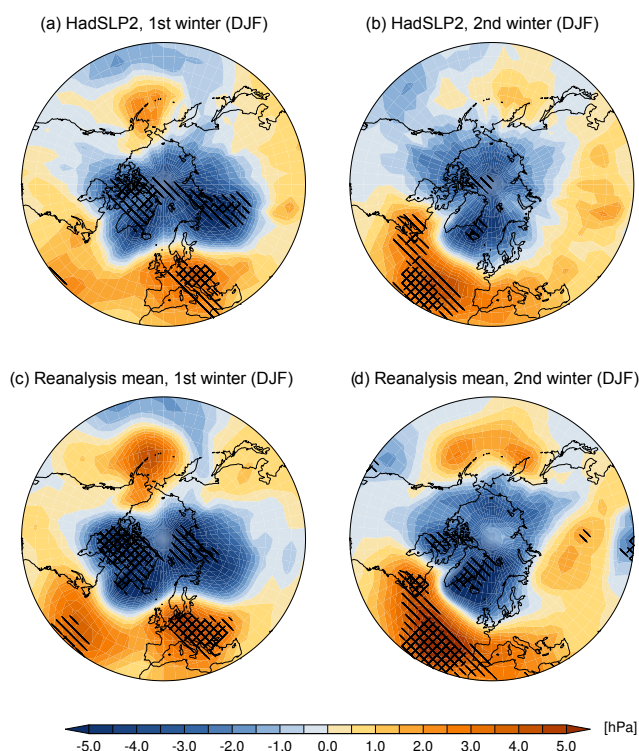 (a) HadSLP2, 1st winter (DJF)
(b) HadSLP2, 2nd winter (DJF)
(c) Reanalysis mean, 1st winter (DJF)
(d) Reanalysis mean, 2nd winter (DJF)
[hPa]
-5.0 -4.0 -3.0 -2.0 -1.0 0.0 1.0 2.0 3.0 4.0 5.0